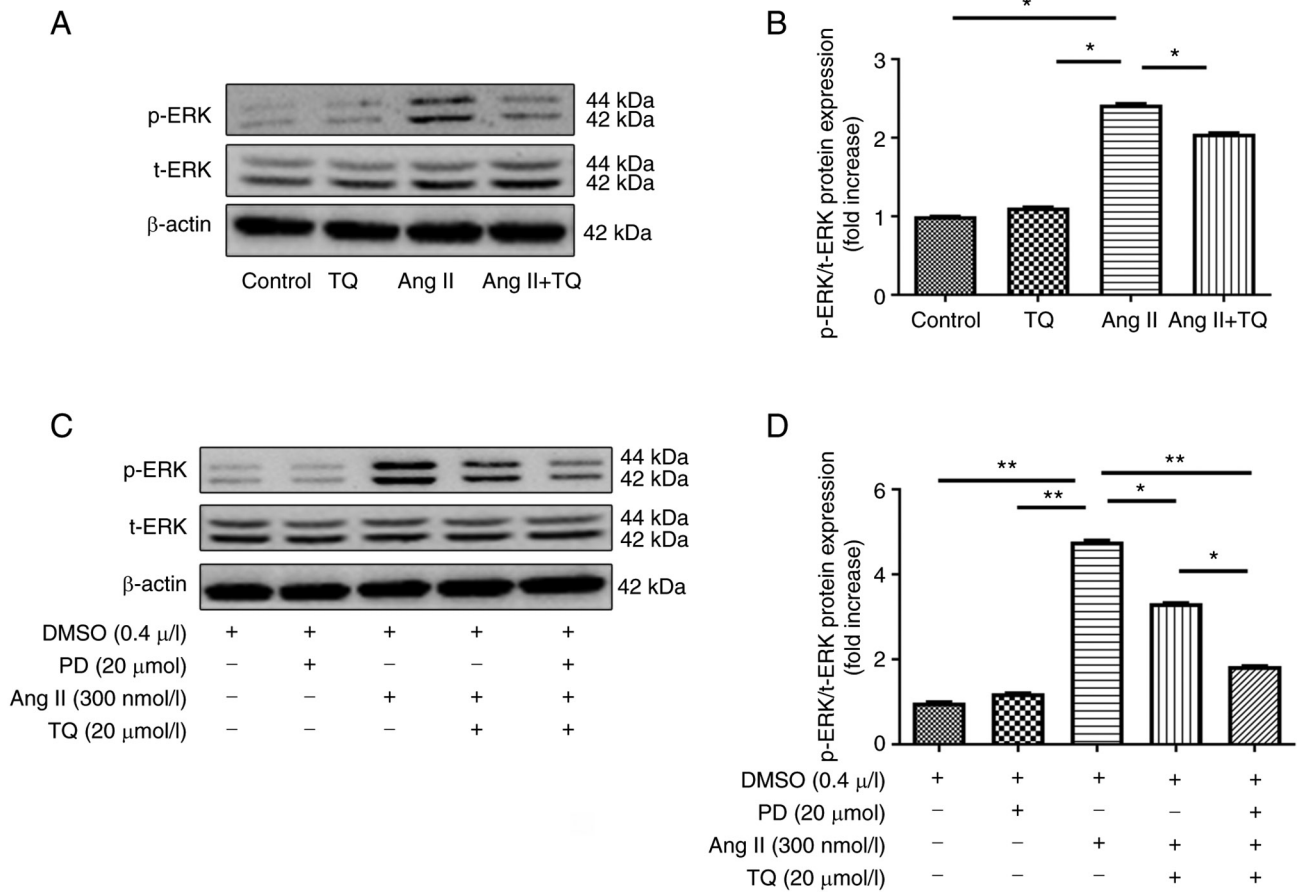 A
p-ERK
44 kDa
42 kDa
t-ERK
44 kDa
42 kDa
β-actin
42 kDa
Control TQ Ang II Ang II+TQ
B
p-ERK/t-ERK protein expression
(fold increase)
*
* *
3
2
1
0
Control TQ Ang II Ang II+TQ
C
p-ERK
44 kDa
42 kDa
t-ERK
44 kDa
42 kDa
β-actin
42 kDa
DMSO (0.4 μ/l) + + + + +
PD (20 μmol) – + – – +
Ang II (300 nmol/l) – – + + +
TQ (20 μmol/l) – – – + +
D
p-ERK/t-ERK protein expression
(fold increase)
** **
** *
*
6
4
2
0
DMSO (0.4 μ/l) + + + + +
PD (20 μmol) – + – – +
Ang II (300 nmol/l) – – + + +
TQ (20 μmol/l) – – – + +